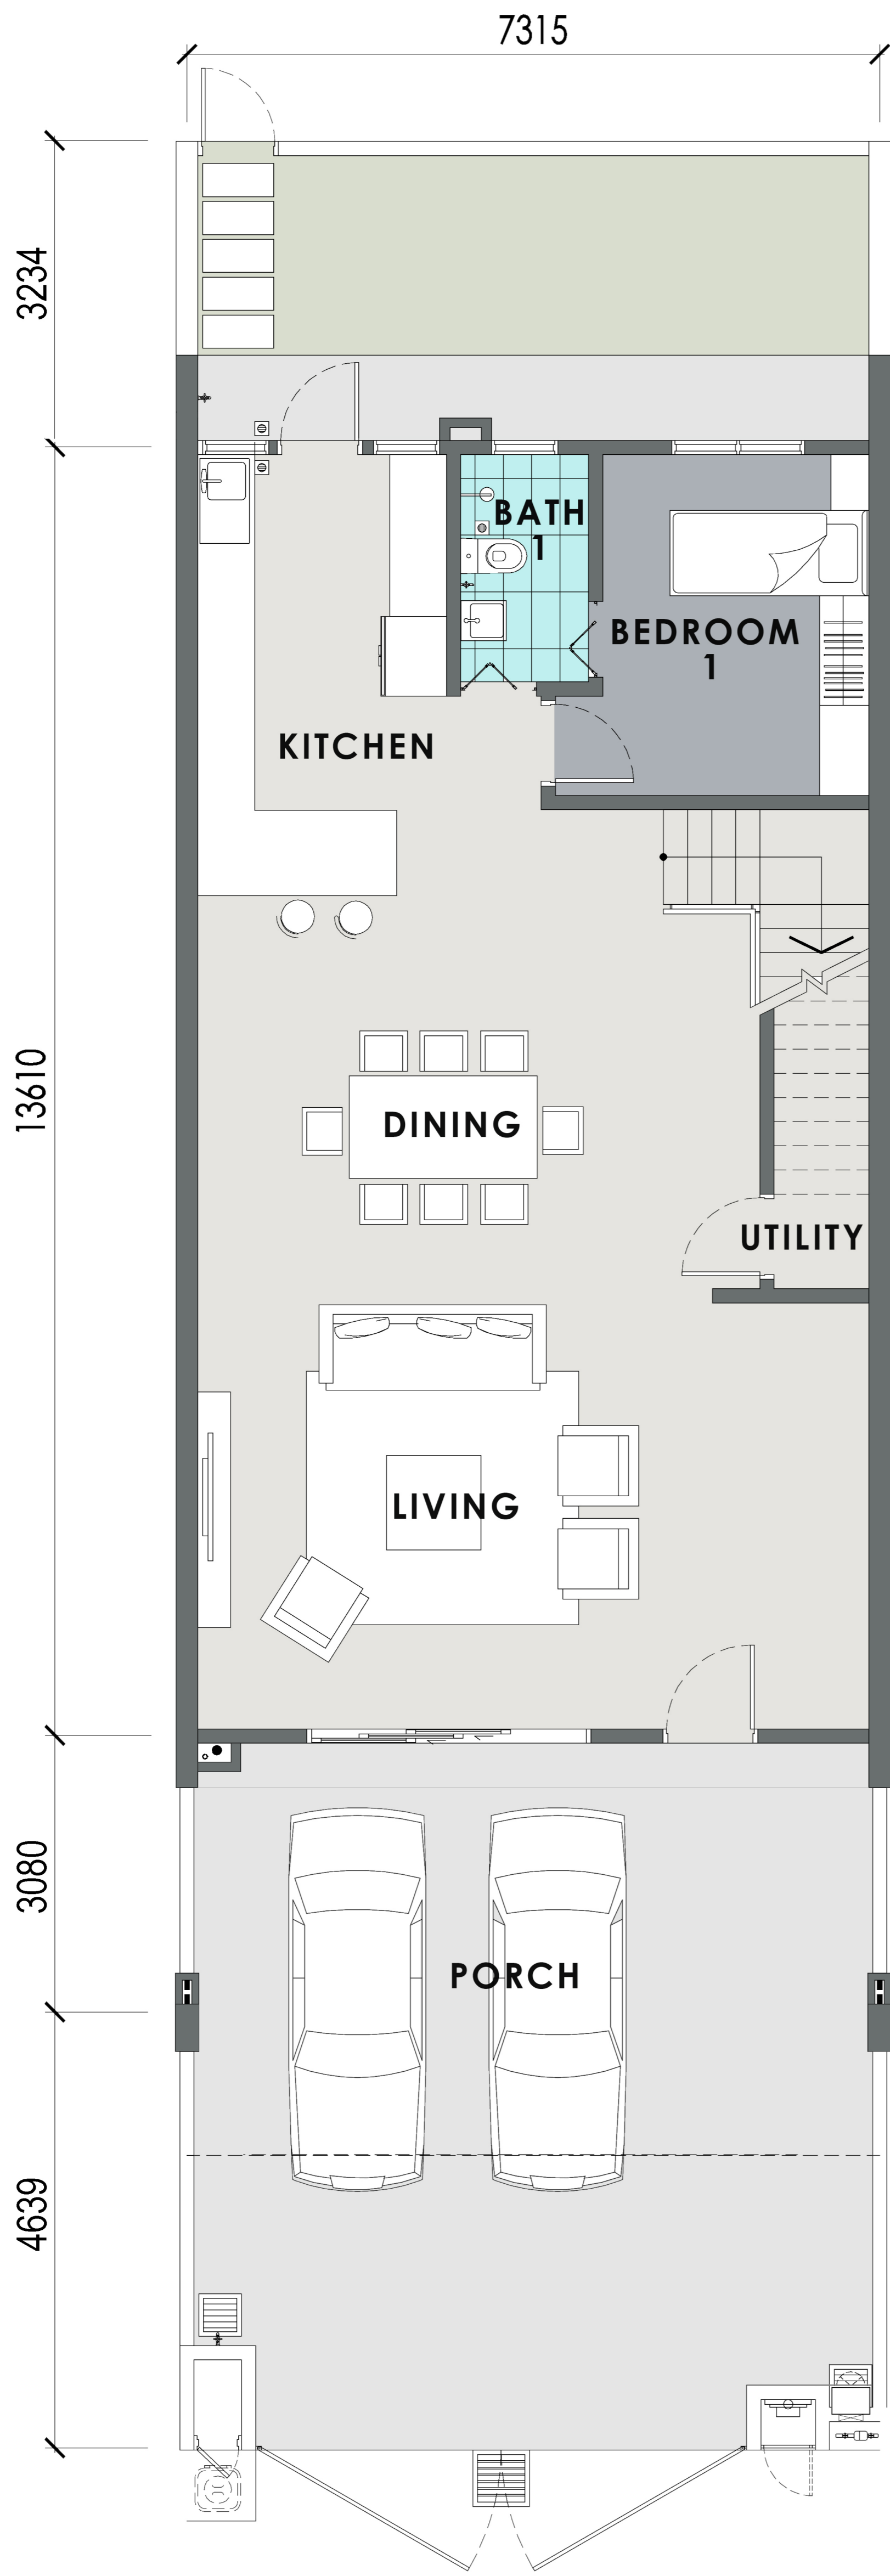 7315
3234
BATH
1
BEDROOM
1
KITCHEN
13610
DINING
UTILITY
LIVING
3080
PORCH
4639